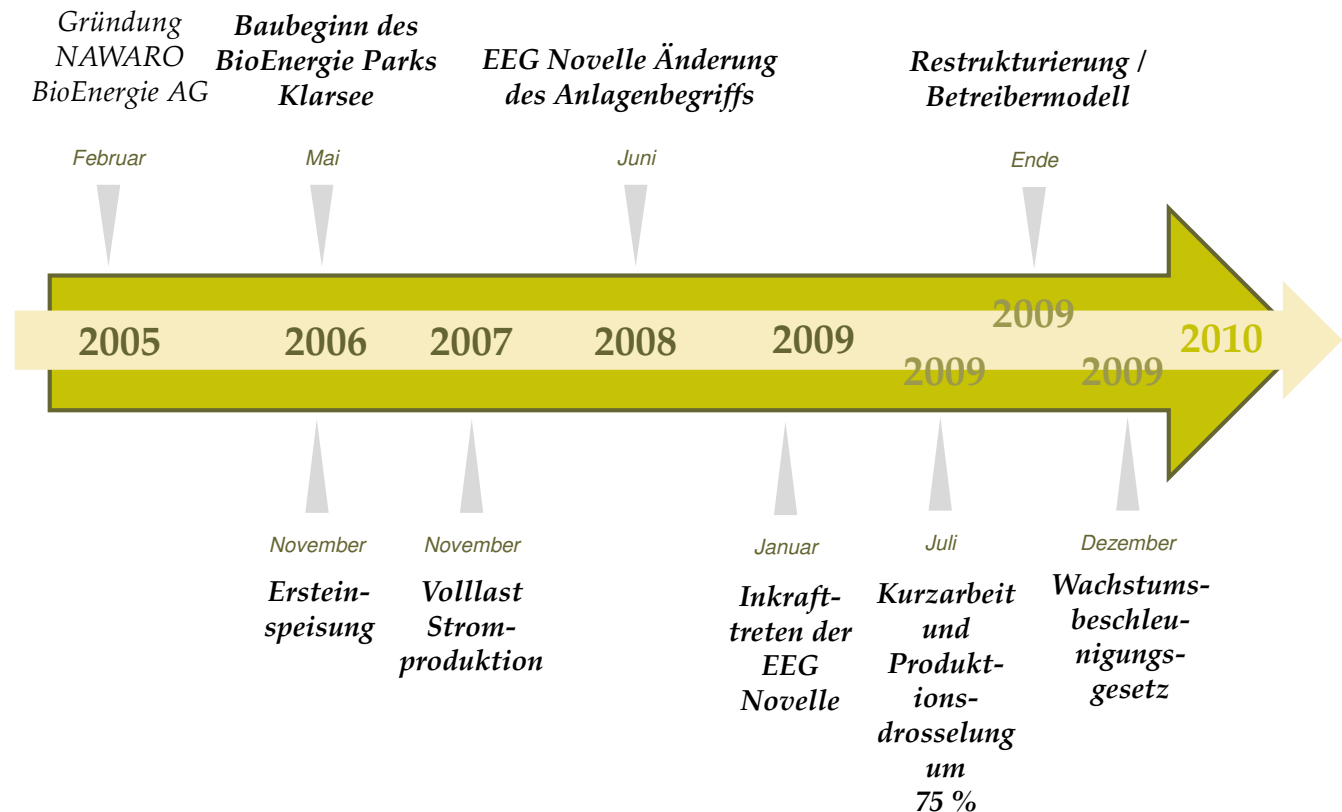 Gründung
NAWARO
BioEnergie AG
Februar
Baubeginn des
BioEnergie Parks
Klarsee
Mai
EEG Novelle Änderung
des Anlagenbegriffs
Juni
Restrukturierung /
Betreibermodell
Ende
2005
2006
2007
2008
2009
2009
2009
2009
2010
November
Erstein-
speisung
November
Volllast
Strom-
produktion
Januar
Inkraft-
treten der
EEG
Novelle
Juli
Kurzarbeit
und
Produkt-
ions-
drosselung
um
75 %
Dezember
Wachstums-
beschleu-
nigungs-
gesetz